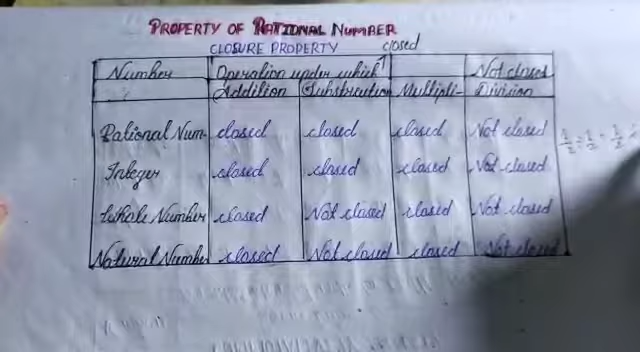 PROPERTY OF RATIONAL NUMBER
CLOSURE PROPERTY closed
Number Operation under which Not closed
Addition Substraction Multipli- Division
Rational Num- closed closed closed Not closed
Integer closed closed closed Not closed
Whole Number closed Not closed closed Not closed
Natural Number closed Not closed closed Not closed